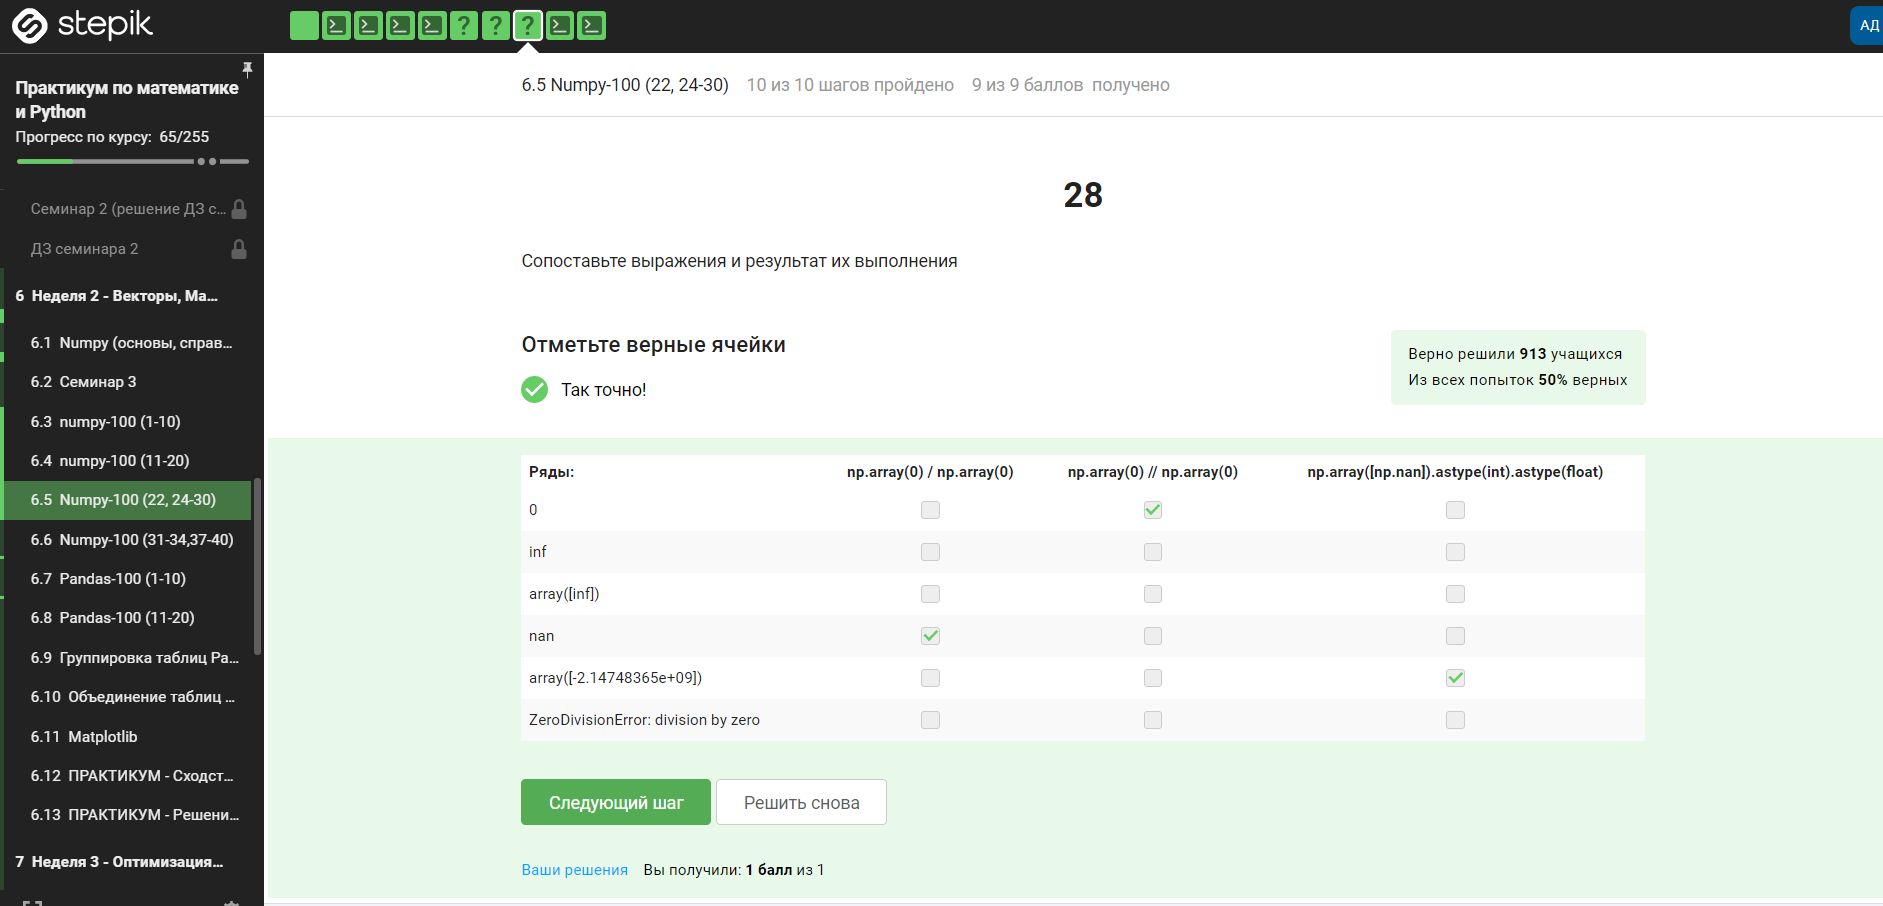 stepik
АД
Практикум по математике
и Python
Прогресс по курсу: 65/255
Семинар 2 (решение ДЗ с...
ДЗ семинара 2
6 Неделя 2 - Векторы, Ма...
6.1 Numpy (основы, справ...
6.2 Семинар 3
6.3 numpy-100 (1-10)
6.4 numpy-100 (11-20)
6.5 Numpy-100 (22, 24-30)
6.6 Numpy-100 (31-34,37-40)
6.7 Pandas-100 (1-10)
6.8 Pandas-100 (11-20)
6.9 Группировка таблиц Pa...
6.10 Объединение таблиц ...
6.11 Matplotlib
6.12 ПРАКТИКУМ - Сходст...
6.13 ПРАКТИКУМ - Решени...
7 Неделя 3 - Оптимизация...
6.5 Numpy-100 (22, 24-30) 10 из 10 шагов пройдено 9 из 9 баллов получено
28
Сопоставьте выражения и результат их выполнения
Отметьте верные ячейки
Так точно!
Верно решили 913 учащихся
Из всех попыток 50% верных
Ряды: np.array(0) / np.array(0) np.array(0) // np.array(0) np.array([np.nan]).astype(int).astype(float)
0
inf
array([inf])
nan
array([-2.14748365e+09])
ZeroDivisionError: division by zero
Следующий шаг Решить снова
Ваши решения Вы получили: 1 балл из 1